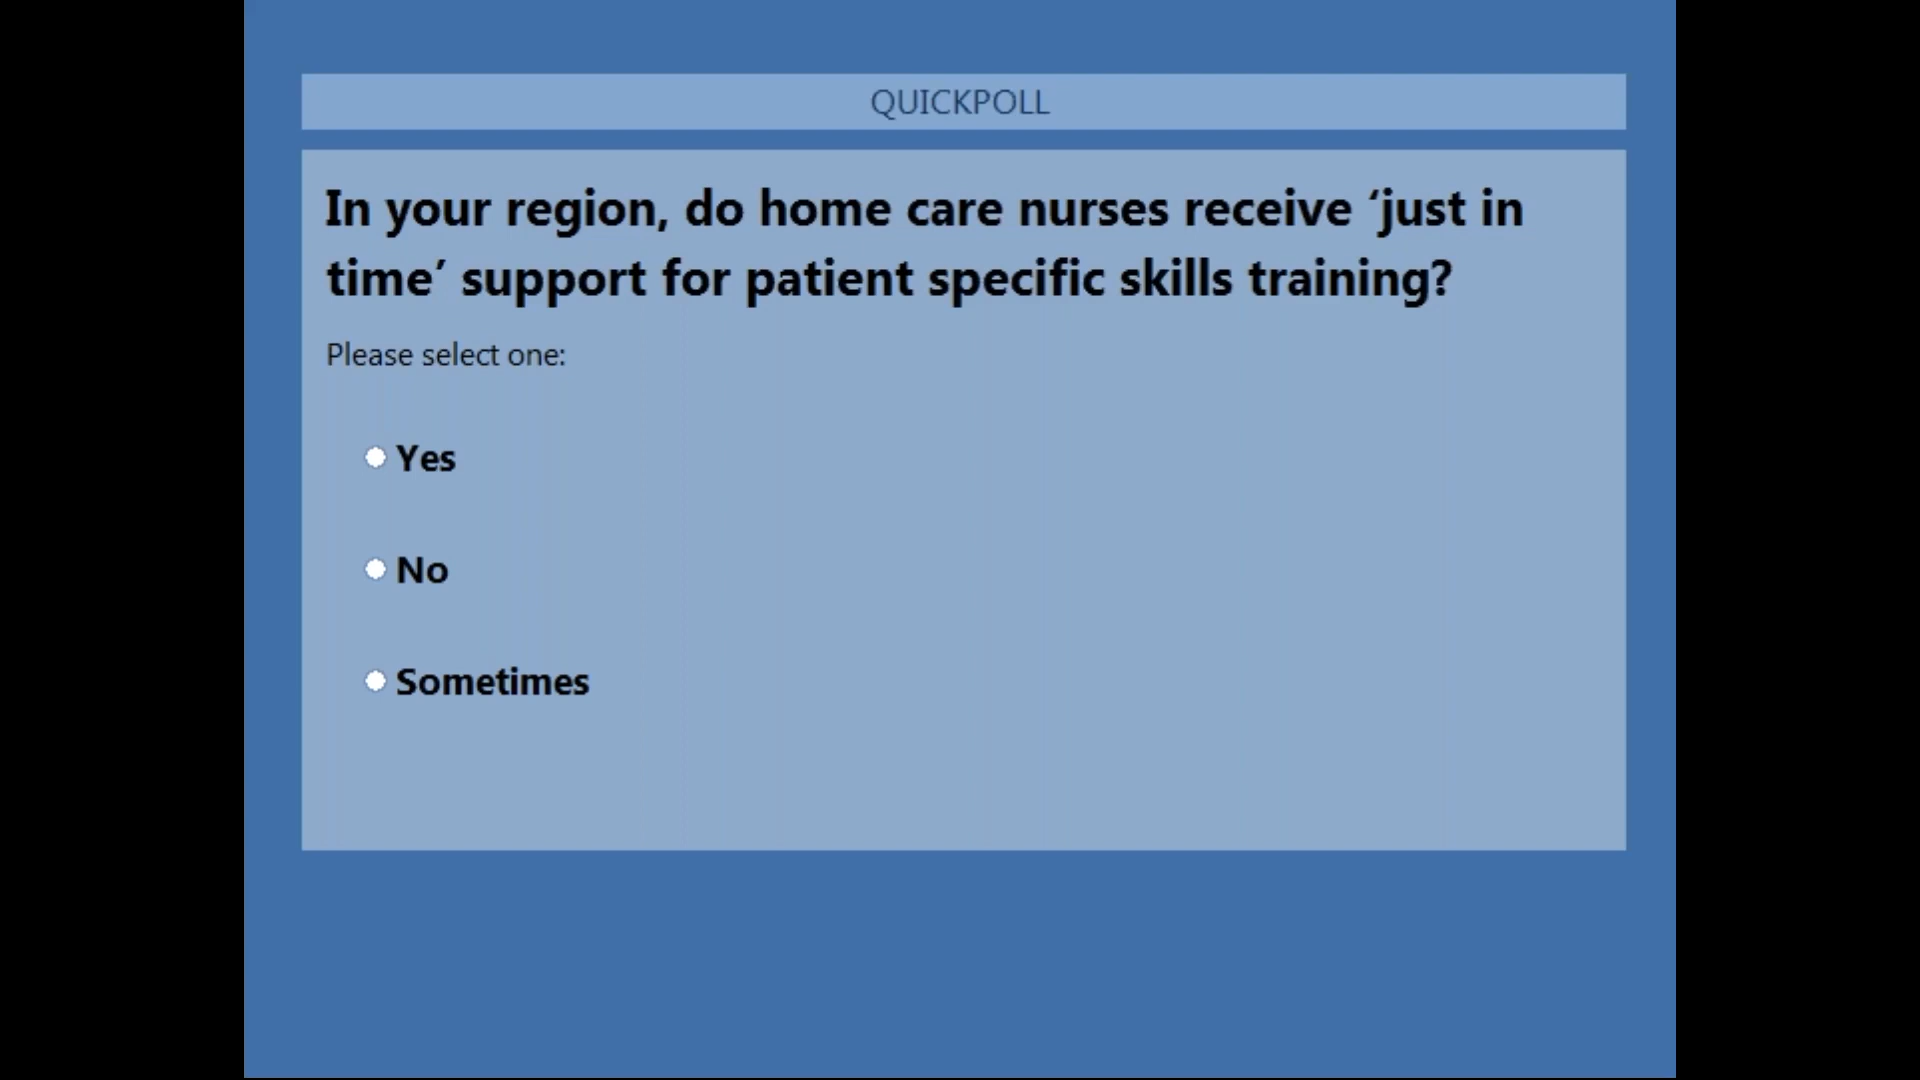 QUICKPOLL
In your region, do home care nurses receive ‘just in
time’ support for patient specific skills training?
Please select one:
Yes
No
Sometimes